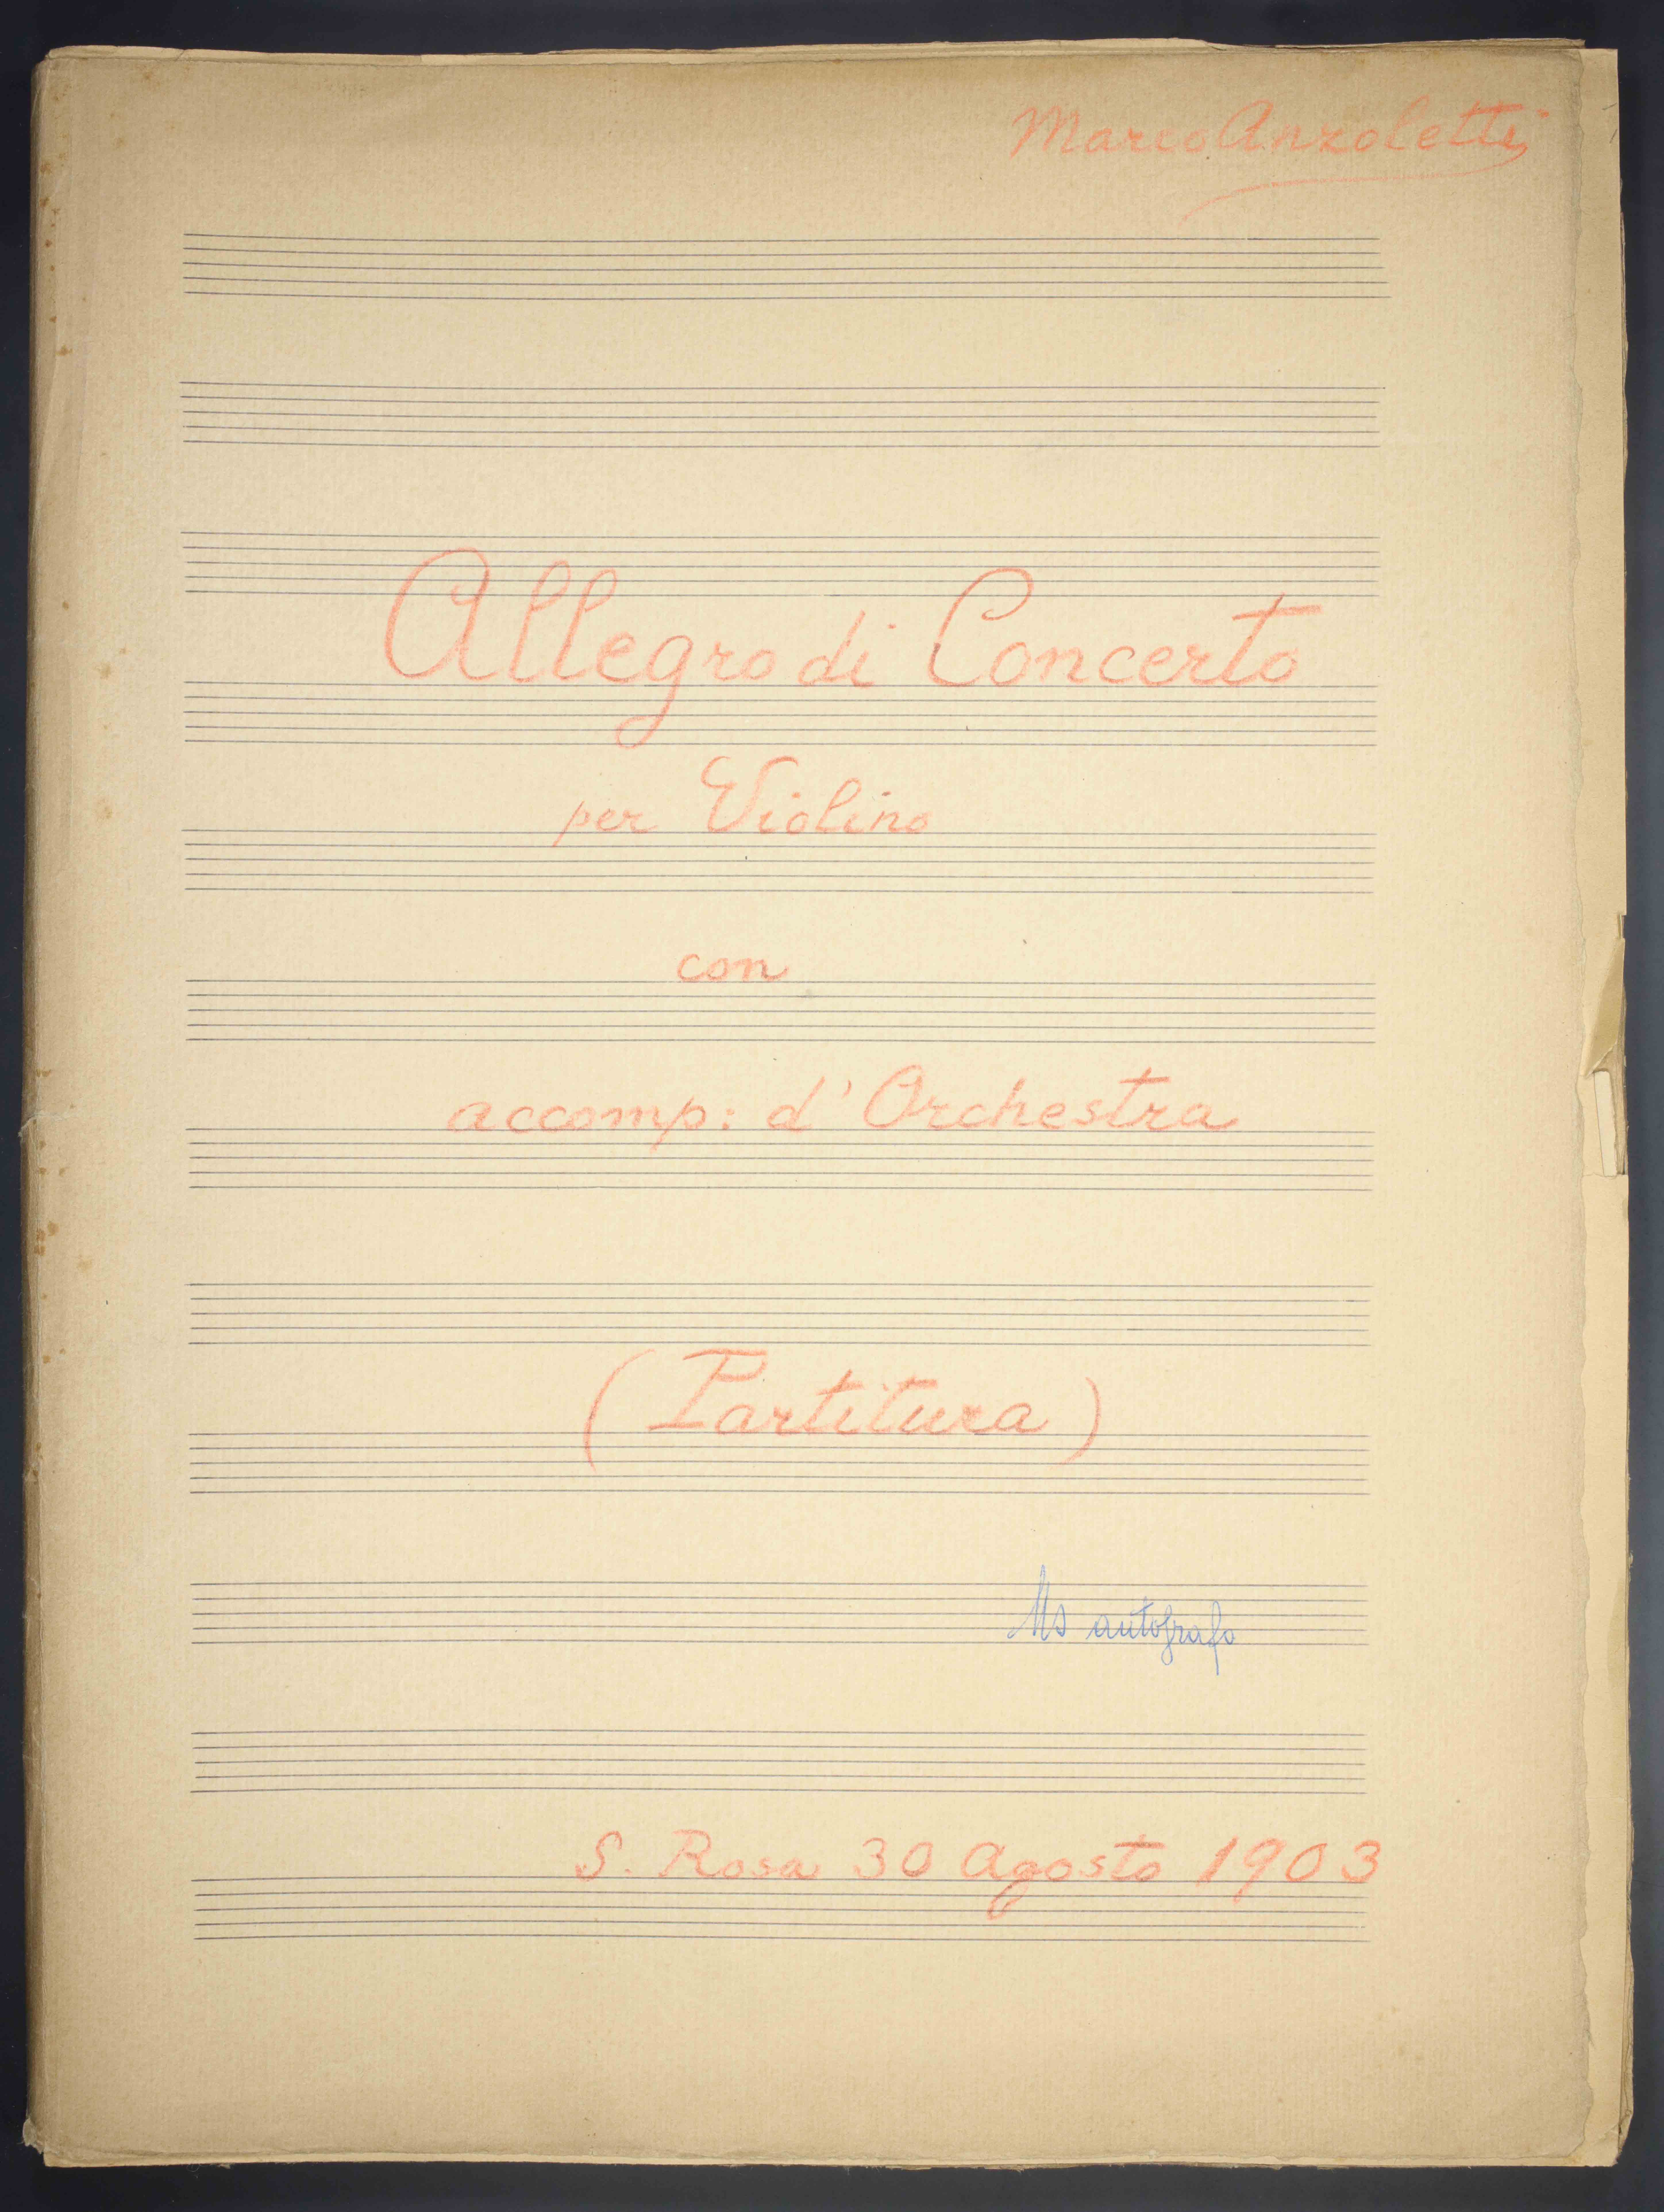 Marco Anzoletti
Allegro di Concerto
per Violino
con
accomp: d'Orchestra
(Partitura)
Ms autografo
S. Rosa 30 Agosto 1903